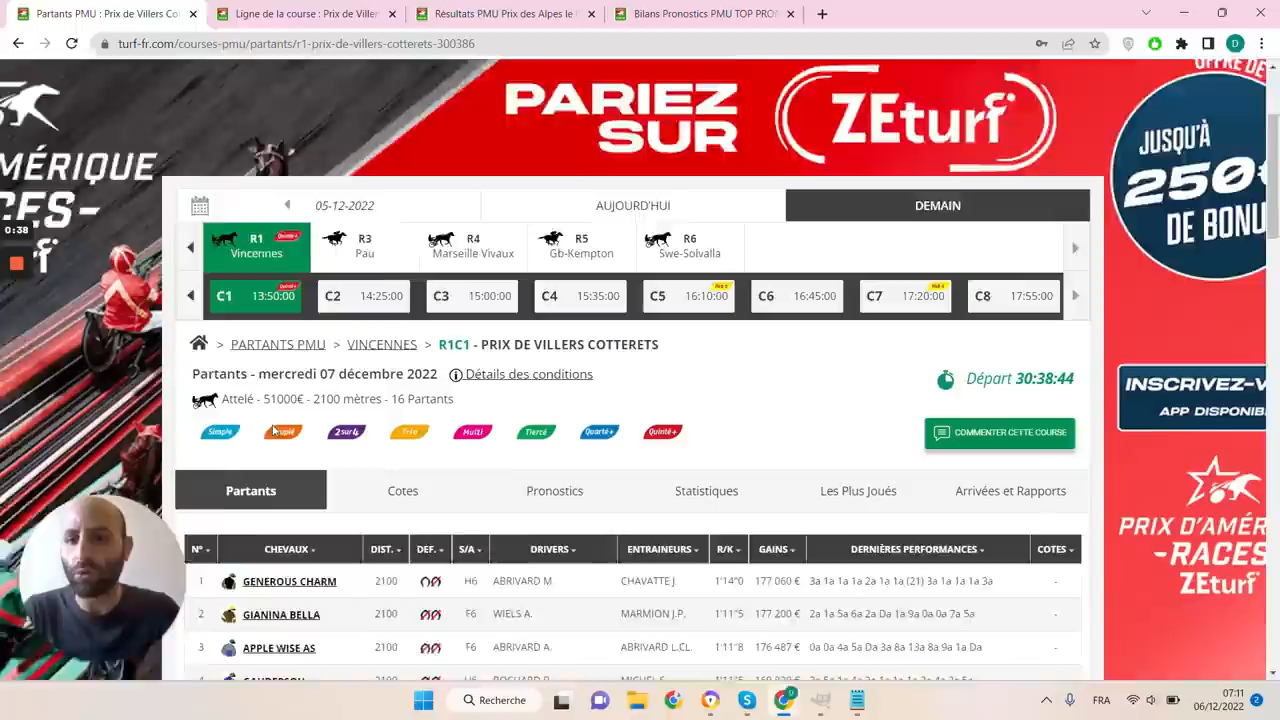 Partants PMU : Prix de Villers Co
Ligne de la course : Prix de Viller
Résultats PMU Prix des Alpes le
Bilans Pronostics PMU TOP PRO
turf-fr.com/courses-pmu/partants/r1-prix-de-villers-cotterets-300386
OFFRE DE
PARIEZ
SUR
ZEturf
MÉRIQUE
JUSQU'À
250€
DE BONU
0:38
05-12-2022
AUJOURD'HUI
DEMAIN
R1 Quinté+
Vincennes
R3
Pau
R4
Marseille Vivaux
R5
Gb-Kempton
R6
Swe-Solvalla
C1 13:50:00
C2 14:25:00
C3 15:00:00
C4 15:35:00
C5 16:10:00
C6 16:45:00
C7 17:20:00
C8 17:55:00
> PARTANTS PMU > VINCENNES > R1C1 - PRIX DE VILLERS COTTERETS
Partants - mercredi 07 décembre 2022 Détails des conditions
Départ 30:38:44
Attelé - 51000€ - 2100 mètres - 16 Partants
Simple
2sur4
Trio
Multi
Tiercé
Quarté+
Quinté+
COMMENTER CETTE COURSE
INSCRIVEZ-V
APP DISPONIB
Partants
Cotes
Pronostics
Statistiques
Les Plus Joués
Arrivées et Rapports
PRIX D'AMÉR
-RACES-
ZEturf
N° CHEVAUX DIST. DEF. S/A DRIVERS ENTRAINEURS R/K GAINS DERNIÈRES PERFORMANCES COTES
1 GENEROUS CHARM 2100 H6 ABRIVARD M. CHAVATTE J. 1'14"0 177 060 € 3a 1a 1a 1a 2a 1a 1a (21) 3a 1a 1a 1a 3a -
2 GIANINA BELLA 2100 F6 WIELS A. MARMION J.P. 1'11"5 177 200 € 2a 1a 5a 6a 2a Da 1a 9a 0a 0a 7a 5a -
3 APPLE WISE AS 2100 F6 ABRIVARD A. ABRIVARD L.CL. 1'11"8 176 487 € 0a 0a 4a 5a Da 3a 8a 13a 8a 9a 1a Da -
Recherche
FRA
07:11
06/12/2022